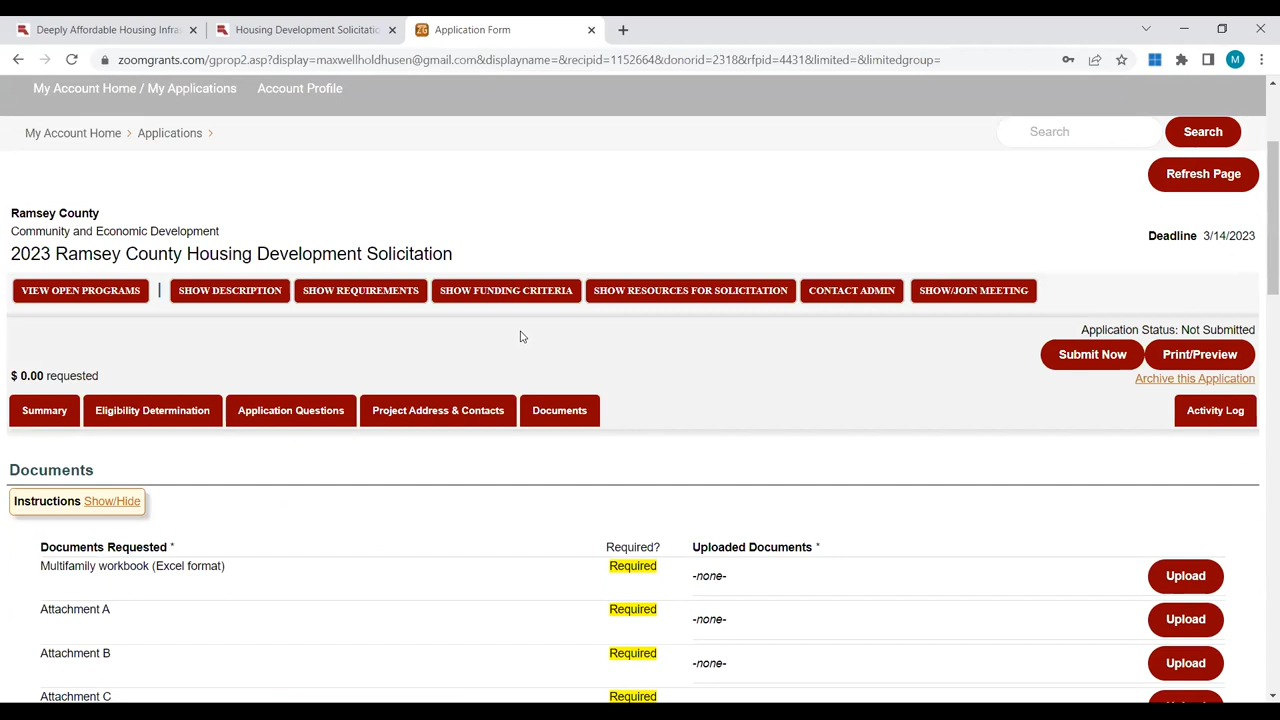 Deeply Affordable Housing Infra
Housing Development Solicitatio
ZG Application Form
zoomgrants.com/gprop2.asp?display=maxwellholdhusen@gmailbom&displayname=&recipid=1152664&donorid=2318&rfpid=4431&limited=&limitedgroup=
M
My Account Home / My Applications Account Profile
My Account Home > Applications >
Search Search
Refresh Page
Ramsey County
Community and Economic Development
2023 Ramsey County Housing Development Solicitation
Deadline 3/14/2023
VIEW OPEN PROGRAMS | SHOW DESCRIPTION SHOW REQUIREMENTS SHOW FUNDING CRITERIA SHOW RESOURCES FOR SOLICITATION CONTACT ADMIN SHOW/JOIN MEETING
Application Status: Not Submitted
Submit Now Print/Preview
$ 0.00 requested
Archive this Application
Summary Eligibility Determination Application Questions Project Address & Contacts Documents Activity Log
Documents
Instructions Show/Hide
Documents Requested * Required? Uploaded Documents *
Multifamily workbook (Excel format) Required -none- Upload
Attachment A Required -none- Upload
Attachment B Required -none- Upload
Attachment C Required